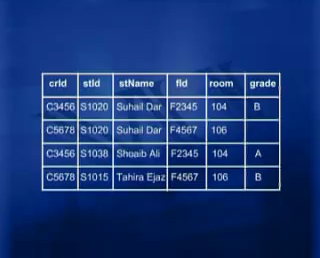 crId stId stName fId room grade
C3456 S1020 Suhail Dar F2345 104 B
C5678 S1020 Suhail Dar F4567 106
C3456 S1038 Shoaib Ali F2345 104 A
C5678 S1015 Tahira Ejaz F4567 106 B